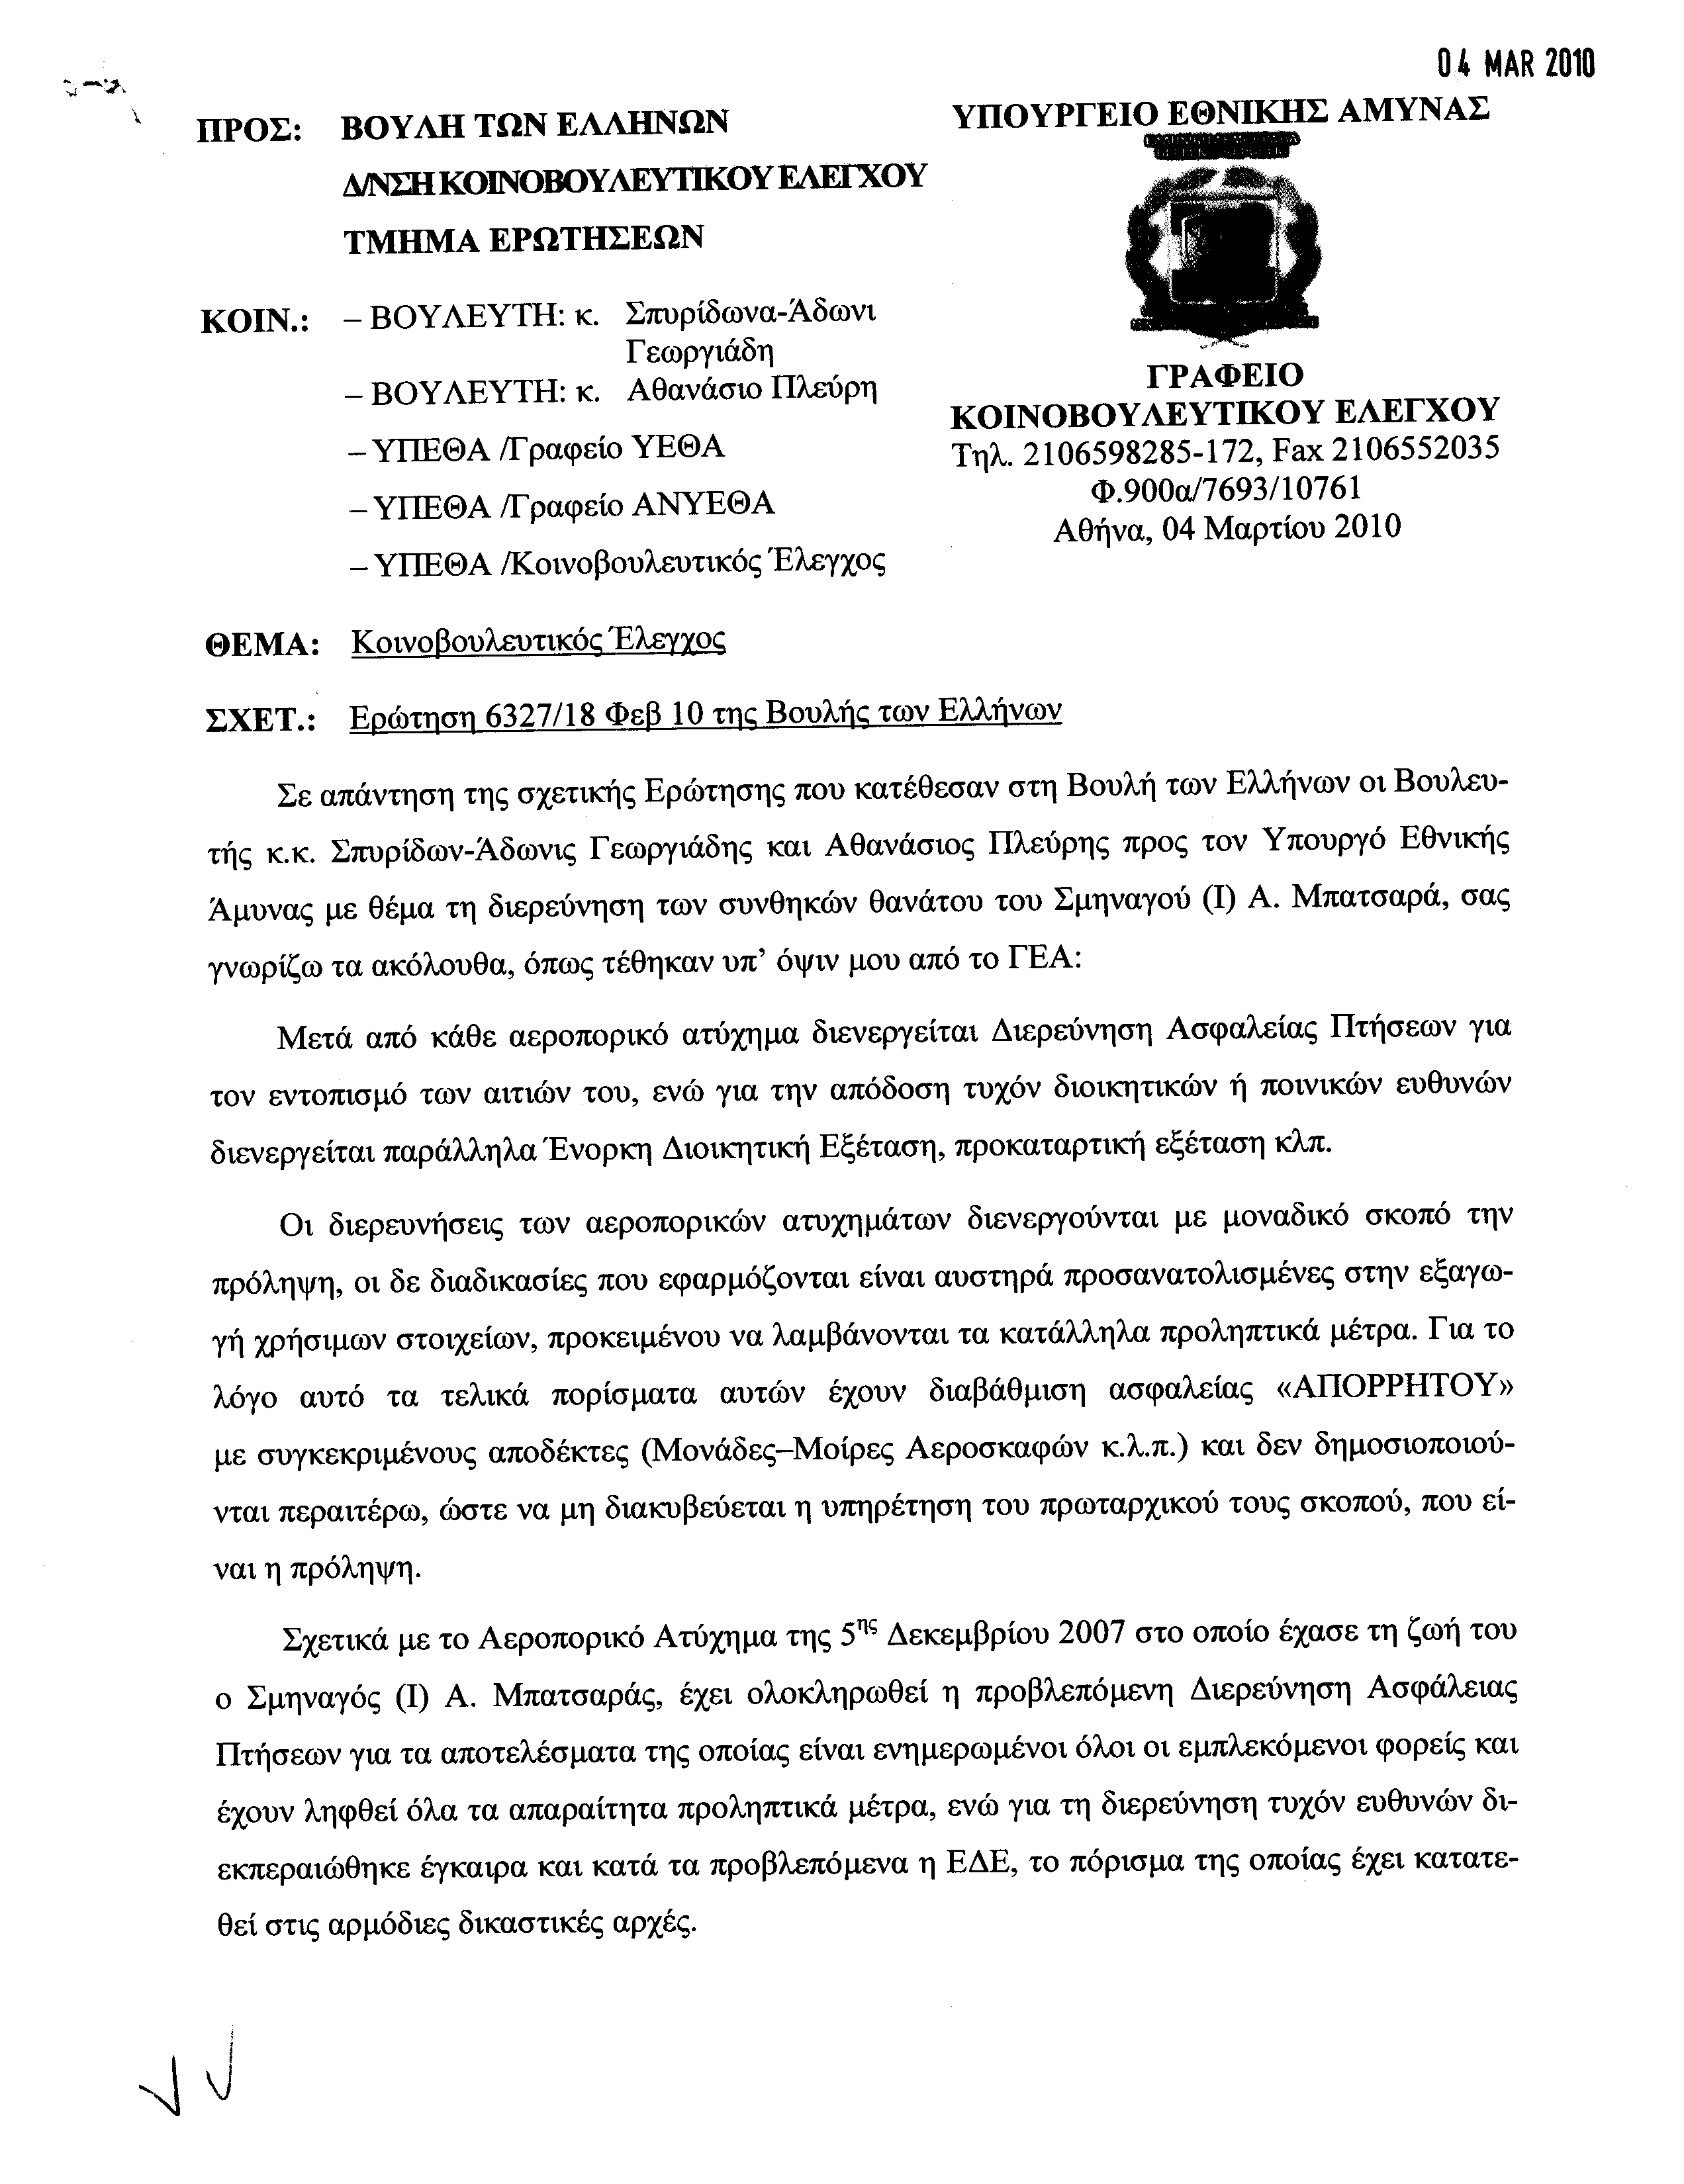 04 MAR 2010
ΠΡΟΣ: ΒΟΥΛΗ ΤΩΝ ΕΛΛΗΝΩΝ
Δ/ΝΣΗ ΚΟΙΝΟΒΟΥΛΕΥΤΙΚΟΥ ΕΛΕΓΧΟΥ
ΤΜΗΜΑ ΕΡΩΤΗΣΕΩΝ
ΚΟΙΝ.: – ΒΟΥΛΕΥΤΗ: κ. Σπυρίδωνα-Άδωνι
Γεωργιάδη
– ΒΟΥΛΕΥΤΗ: κ. Αθανάσιο Πλεύρη
– ΥΠΕΘΑ /Γραφείο ΥΕΘΑ
– ΥΠΕΘΑ /Γραφείο ΑΝΥΕΘΑ
– ΥΠΕΘΑ /Κοινοβουλευτικός Έλεγχος
ΥΠΟΥΡΓΕΙΟ ΕΘΝΙΚΗΣ ΑΜΥΝΑΣ
ΓΡΑΦΕΙΟ
ΚΟΙΝΟΒΟΥΛΕΥΤΙΚΟΥ ΕΛΕΓΧΟΥ
Τηλ. 2106598285-172, Fax 2106552035
Φ.900α/7693/10761
Αθήνα, 04 Μαρτίου 2010
ΘΕΜΑ: Κοινοβουλευτικός Έλεγχος
ΣΧΕΤ.: Ερώτηση 6327/18 Φεβ 10 της Βουλής των Ελλήνων
Σε απάντηση της σχετικής Ερώτησης που κατέθεσαν στη Βουλή των Ελλήνων οι Βουλευ-
τής κ.κ. Σπυρίδων-Άδωνις Γεωργιάδης και Αθανάσιος Πλεύρης προς τον Υπουργό Εθνικής
Άμυνας με θέμα τη διερεύνηση των συνθηκών θανάτου του Σμηναγού (Ι) Α. Μπατσαρά, σας
γνωρίζω τα ακόλουθα, όπως τέθηκαν υπ’ όψιν μου από το ΓΕΑ:
Μετά από κάθε αεροπορικό ατύχημα διενεργείται Διερεύνηση Ασφαλείας Πτήσεων για
τον εντοπισμό των αιτιών του, ενώ για την απόδοση τυχόν διοικητικών ή ποινικών ευθυνών
διενεργείται παράλληλα Ένορκη Διοικητική Εξέταση, προκαταρτική εξέταση κλπ.
Οι διερευνήσεις των αεροπορικών ατυχημάτων διενεργούνται με μοναδικό σκοπό την
πρόληψη, οι δε διαδικασίες που εφαρμόζονται είναι αυστηρά προσανατολισμένες στην εξαγω-
γή χρήσιμων στοιχείων, προκειμένου να λαμβάνονται τα κατάλληλα προληπτικά μέτρα. Για το
λόγο αυτό τα τελικά πορίσματα αυτών έχουν διαβάθμιση ασφαλείας «ΑΠΟΡΡΗΤΟΥ»
με συγκεκριμένους αποδέκτες (Μονάδες–Μοίρες Αεροσκαφών κ.λ.π.) και δεν δημοσιοποιού-
νται περαιτέρω, ώστε να μη διακυβεύεται η υπηρέτηση του πρωταρχικού τους σκοπού, που εί-
ναι η πρόληψη.
Σχετικά με το Αεροπορικό Ατύχημα της 5ης Δεκεμβρίου 2007 στο οποίο έχασε τη ζωή του
ο Σμηναγός (Ι) Α. Μπατσαράς, έχει ολοκληρωθεί η προβλεπόμενη Διερεύνηση Ασφάλειας
Πτήσεων για τα αποτελέσματα της οποίας είναι ενημερωμένοι όλοι οι εμπλεκόμενοι φορείς και
έχουν ληφθεί όλα τα απαραίτητα προληπτικά μέτρα, ενώ για τη διερεύνηση τυχόν ευθυνών δι-
εκπεραιώθηκε έγκαιρα και κατά τα προβλεπόμενα η ΕΔΕ, το πόρισμα της οποίας έχει κατατε-
θεί στις αρμόδιες δικαστικές αρχές.